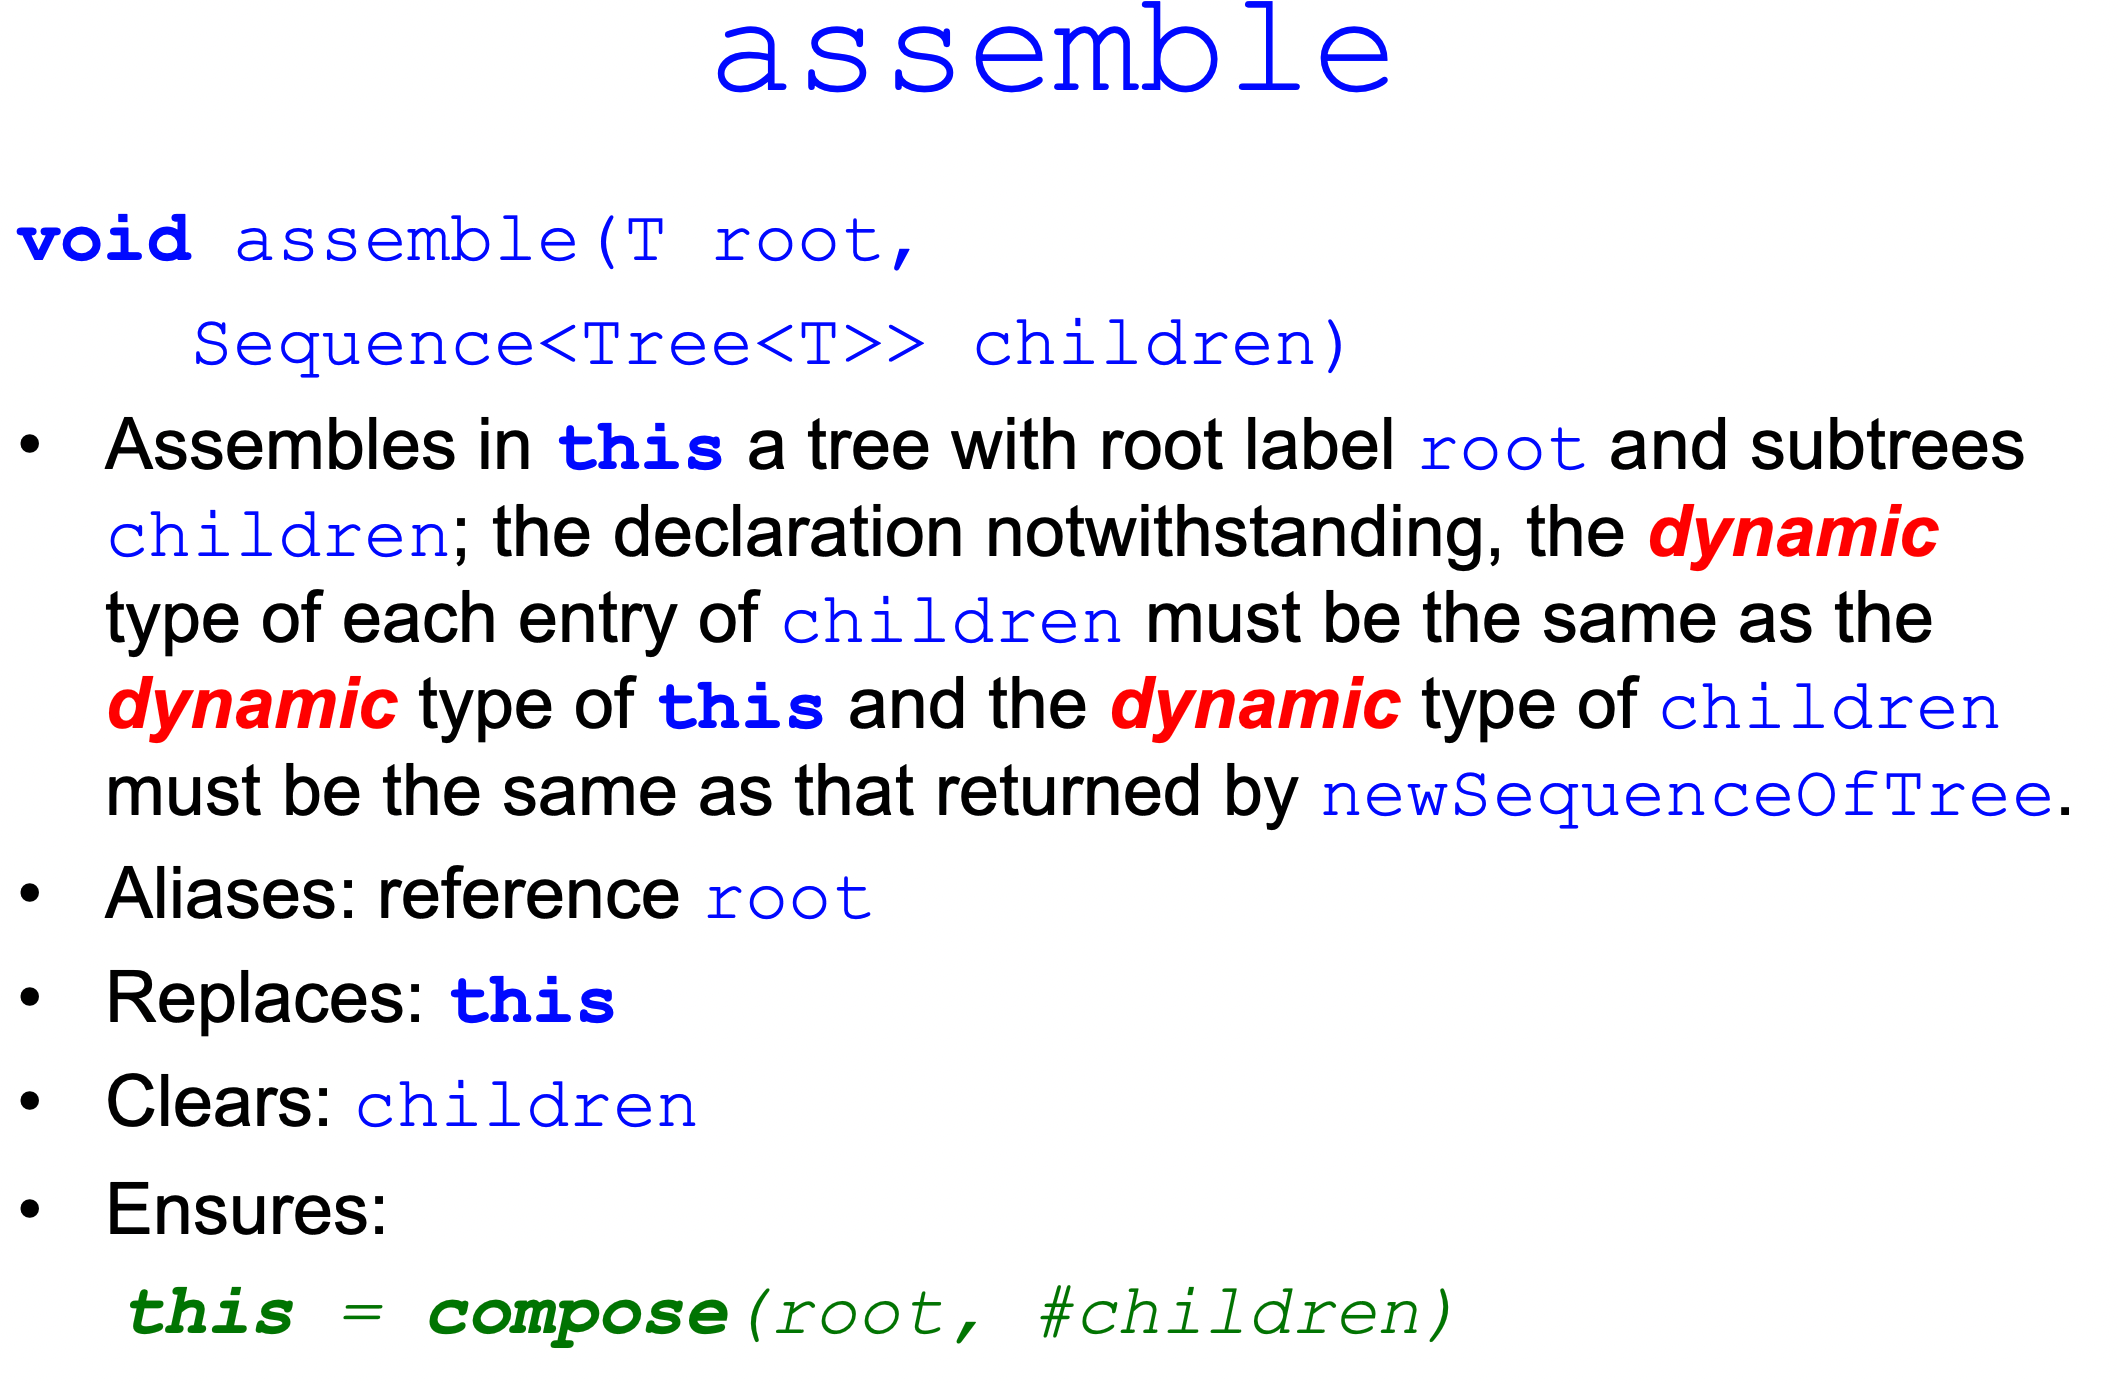 assemble
void assemble(T root,
Sequence<Tree<T>> children)
• Assembles in this a tree with root label root and subtrees
children; the declaration notwithstanding, the dynamic
type of each entry of children must be the same as the
dynamic type of this and the dynamic type of children
must be the same as that returned by newSequenceOfTree.
• Aliases: reference root
• Replaces: this
• Clears: children
• Ensures:
this = compose(root, #children)